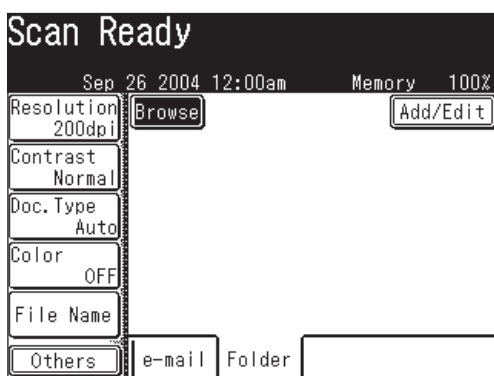 Scan Ready
Sep 26 2004 12:00am Memory 100%
Resolution
200dpi
Browse
Add/Edit
Contrast
Normal
Doc.Type
Auto
Color
OFF
File Name
Others
e-mail
Folder